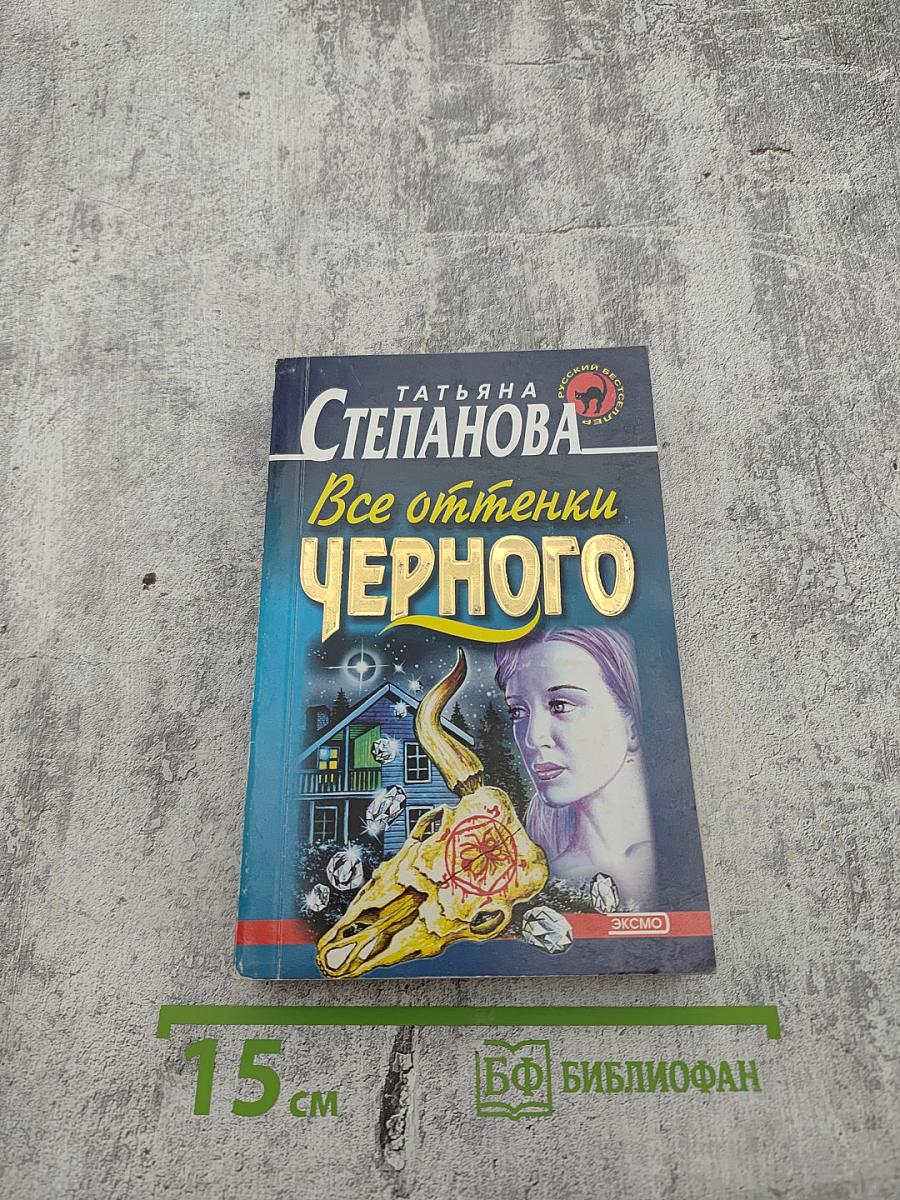 ТАТЬЯНА
СТЕПАНОВА
РУССКИЙ БЕСТСЕЛЛЕР
Все оттенки
ЧЕРНОГО
ЭКСМО
15 см
БФ БИБЛИОФАН